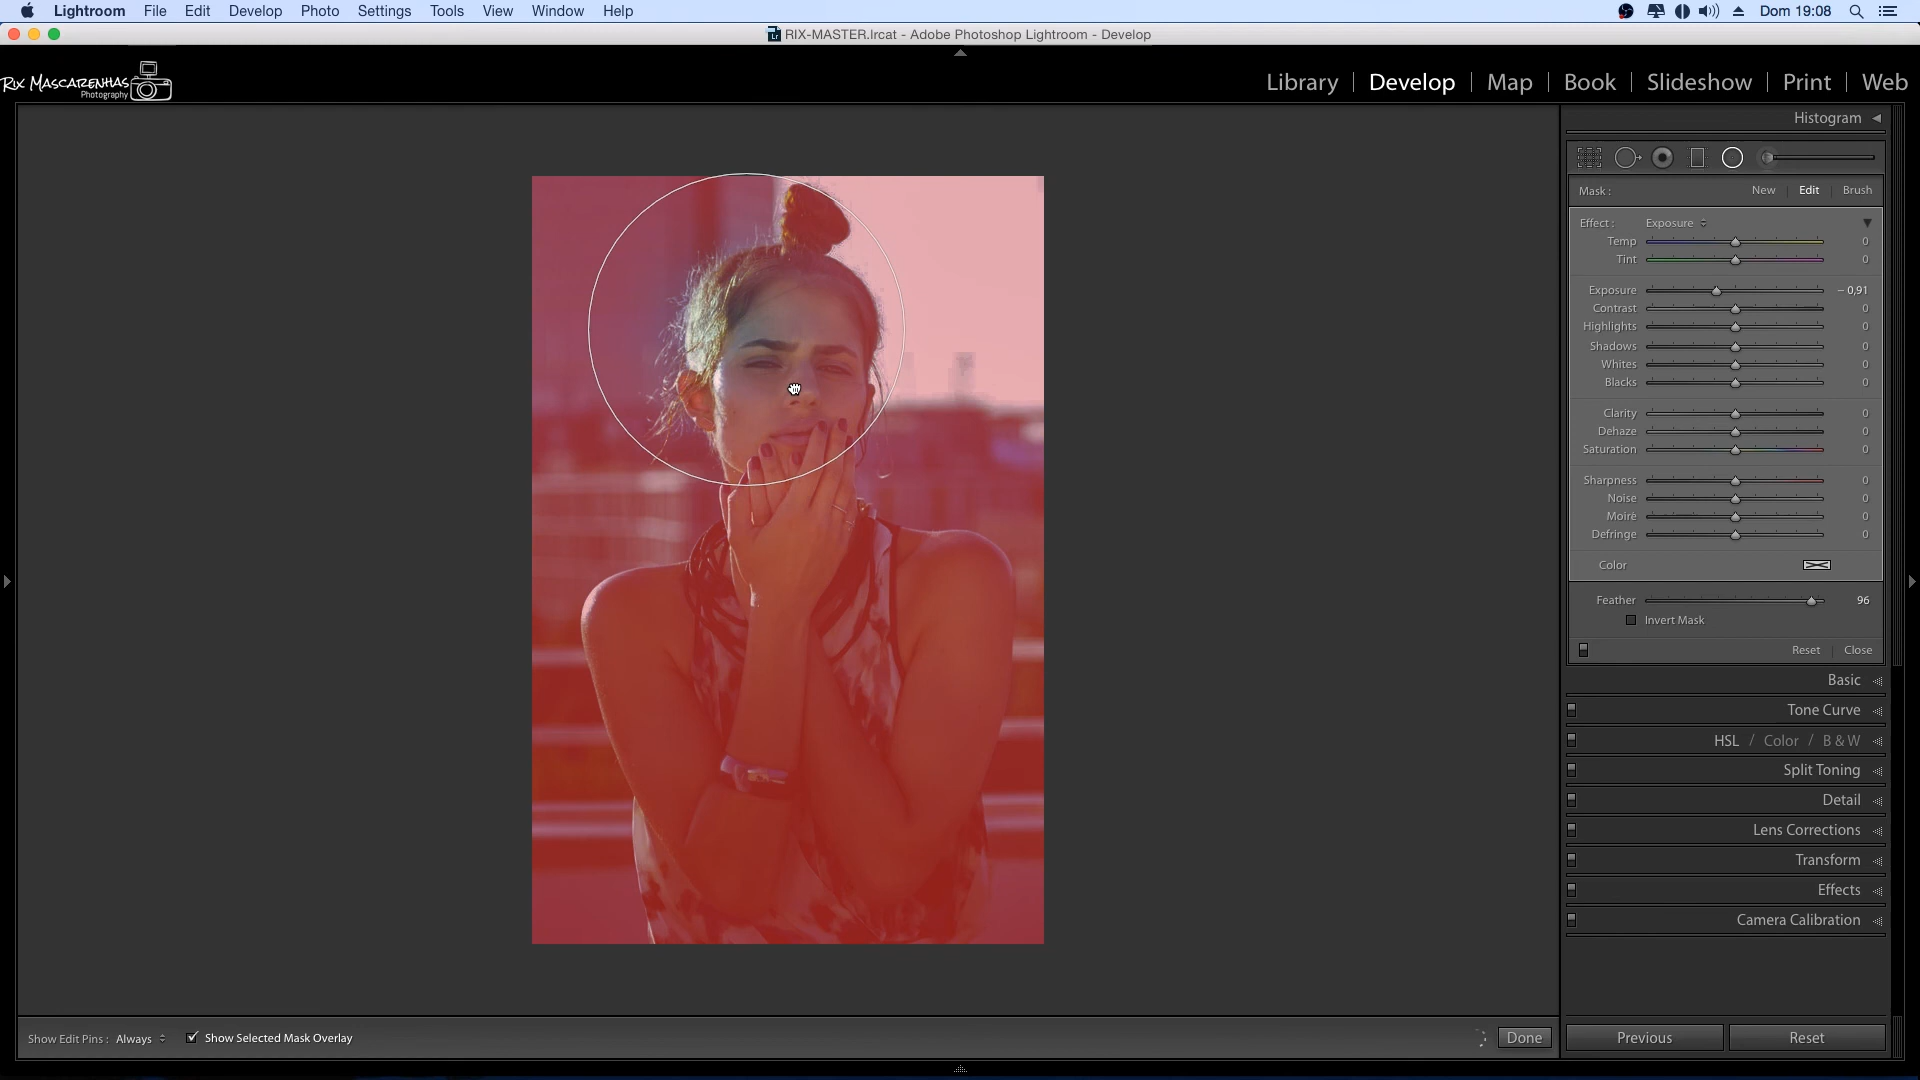 Lightroom File Edit Develop Photo Settings Tools View Window Help Dom 19:08
RIX-MASTER.lrcat - Adobe Photoshop Lightroom - Develop
Rix Mascarenhas
Photography
Library Develop Map Book Slideshow Print Web
Histogram
Mask : New Edit Brush
Effect : Exposure
Temp 0
Tint 0
Exposure – 0,91
Contrast 0
Highlights 0
Shadows 0
Whites 0
Blacks 0
Clarity 0
Dehaze 0
Saturation 0
Sharpness 0
Noise 0
Moiré 0
Defringe 0
Color
Feather 96
Invert Mask
Reset Close
Basic
Tone Curve
HSL / Color / B & W
Split Toning
Detail
Lens Corrections
Transform
Effects
Camera Calibration
Show Edit Pins : Always Show Selected Mask Overlay Done Previous Reset